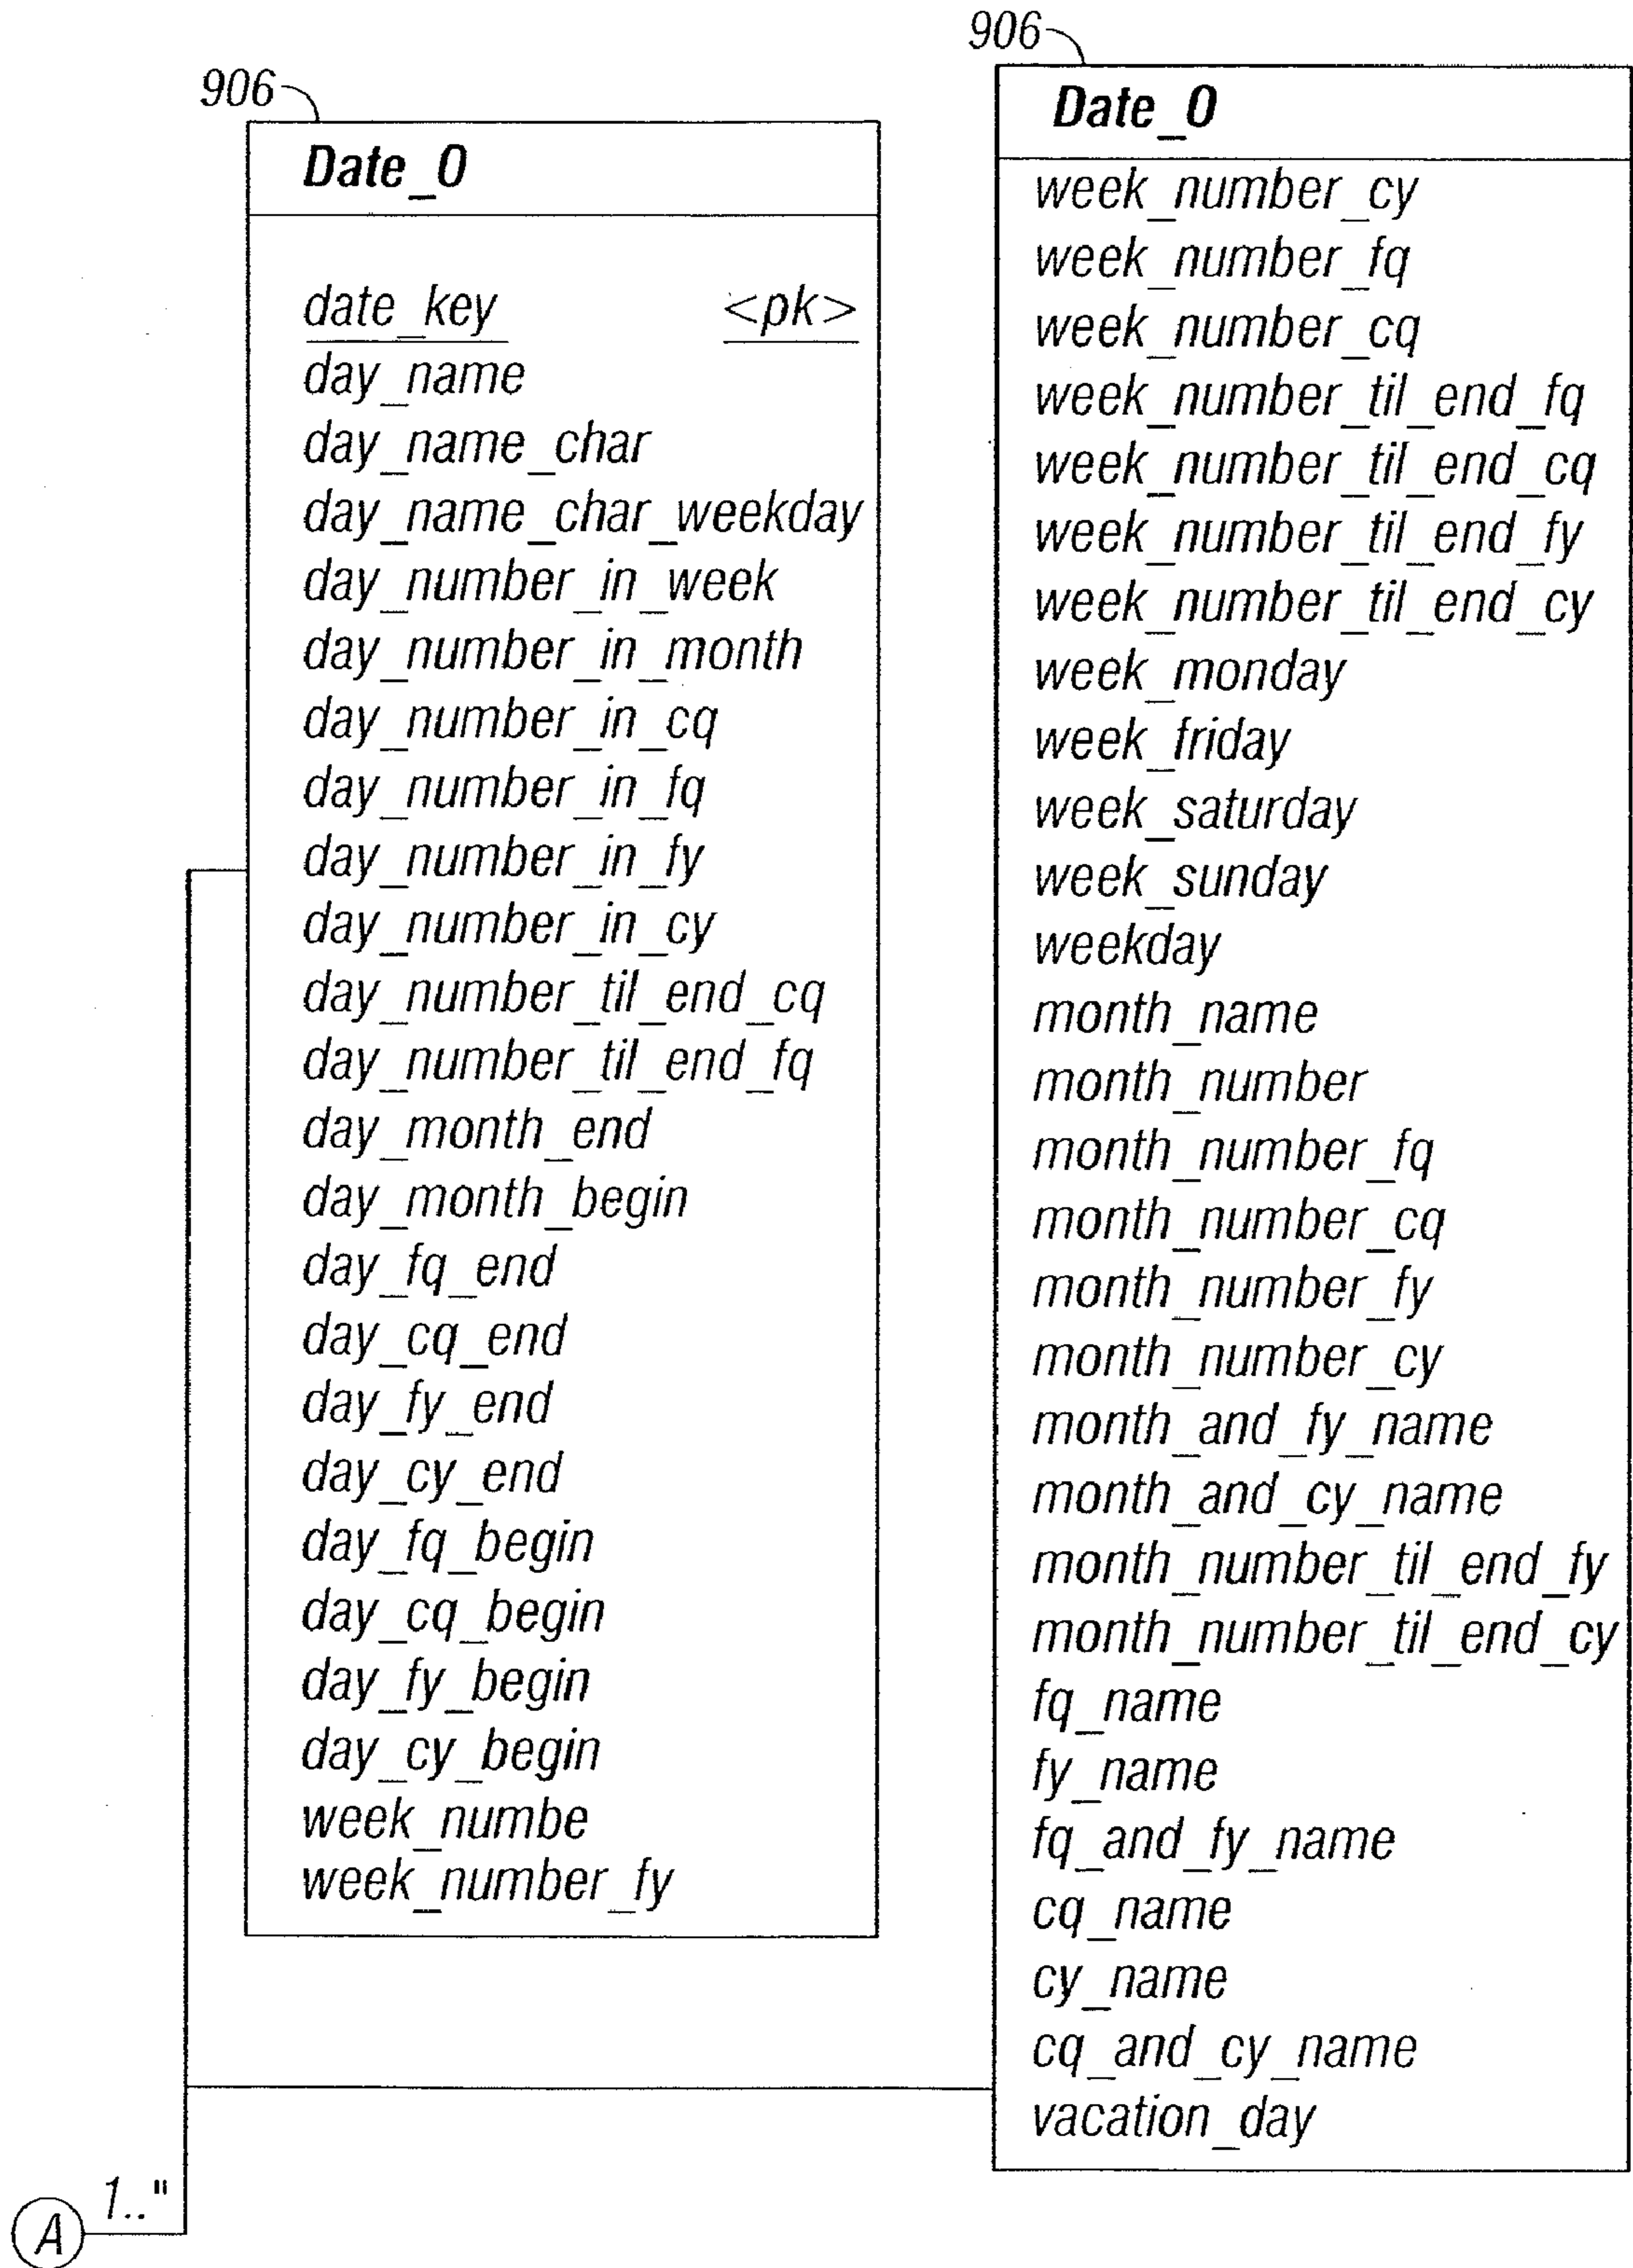 906
Date_0
date_key <pk>
day_name
day_name_char
day_name_char_weekday
day_number_in_week
day_number_in_month
day_number_in_cq
day_number_in_fq
day_number_in_fy
day_number_in_cy
day_number_til_end_cq
day_number_til_end_fq
day_month_end
day_month_begin
day_fq_end
day_cq_end
day_fy_end
day_cy_end
day_fq_begin
day_cq_begin
day_fy_begin
day_cy_begin
week_numbe
week_number_fy
906
Date_0
week_number_cy
week_number_fq
week_number_cq
week_number_til_end_fq
week_number_til_end_cq
week_number_til_end_fy
week_number_til_end_cy
week_monday
week_friday
week_saturday
week_sunday
weekday
month_name
month_number
month_number_fq
month_number_cq
month_number_fy
month_number_cy
month_and_fy_name
month_and_cy_name
month_number_til_end_fy
month_number_til_end_cy
fq_name
fy_name
fq_and_fy_name
cq_name
cy_name
cq_and_cy_name
vacation_day
A 1.."